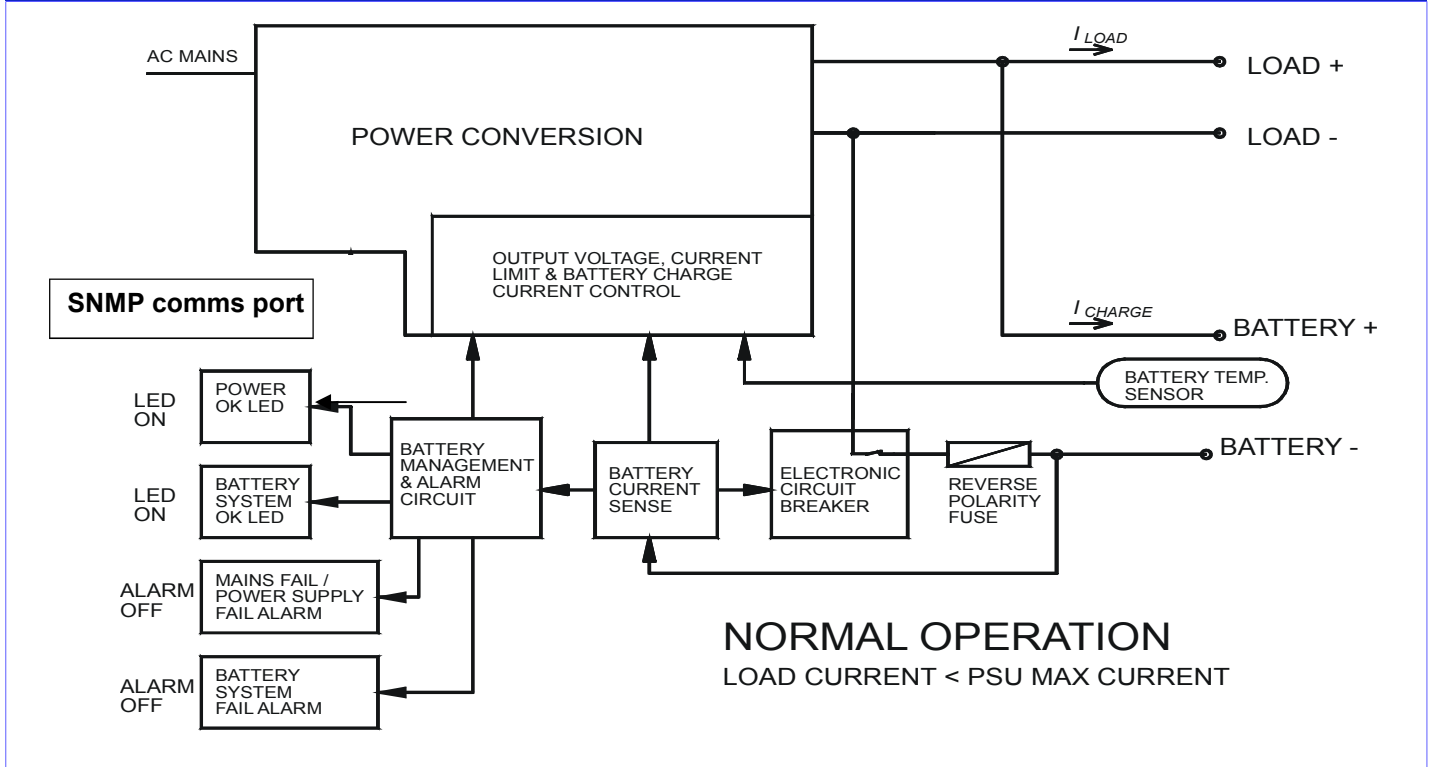 AC MAINS
I LOAD
LOAD +
POWER CONVERSION
LOAD -
OUTPUT VOLTAGE, CURRENT
LIMIT & BATTERY CHARGE
CURRENT CONTROL
SNMP comms port
I CHARGE
BATTERY +
BATTERY TEMP.
SENSOR
LED
ON
POWER
OK LED
BATTERY
MANAGEMENT
& ALARM
CIRCUIT
BATTERY
CURRENT
SENSE
ELECTRONIC
CIRCUIT
BREAKER
REVERSE
POLARITY
FUSE
BATTERY -
LED
ON
BATTERY
SYSTEM
OK LED
ALARM
OFF
MAINS FAIL /
POWER SUPPLY
FAIL ALARM
NORMAL OPERATION
LOAD CURRENT < PSU MAX CURRENT
ALARM
OFF
BATTERY
SYSTEM
FAIL ALARM